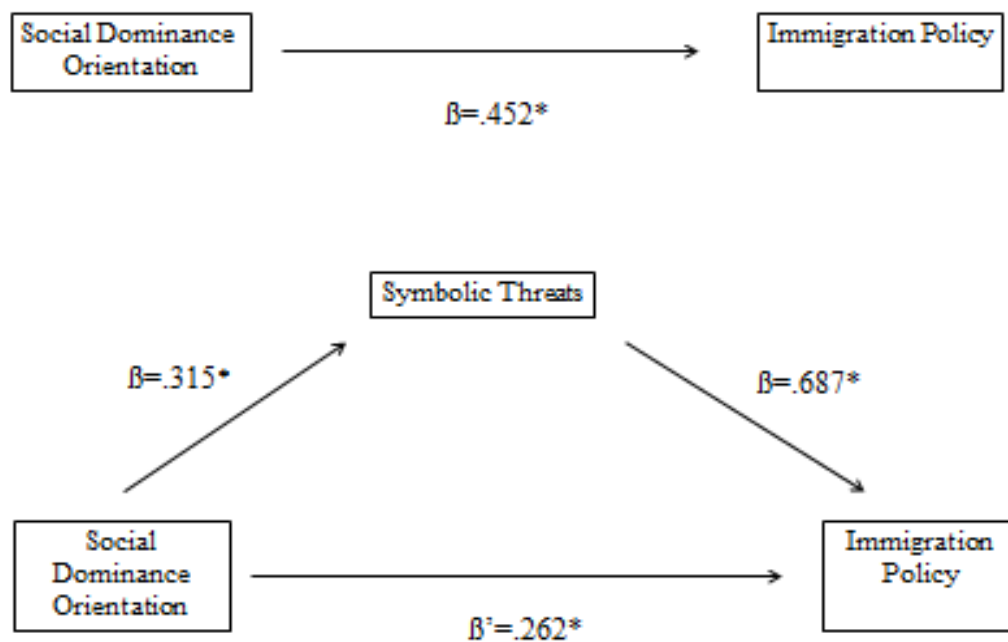 Social Dominance
Orientation
Immigration Policy
ß=.452*
Symbolic Threats
ß=.315*
ß=.687*
Social
Dominance
Orientation
Immigration
Policy
ß’=.262*